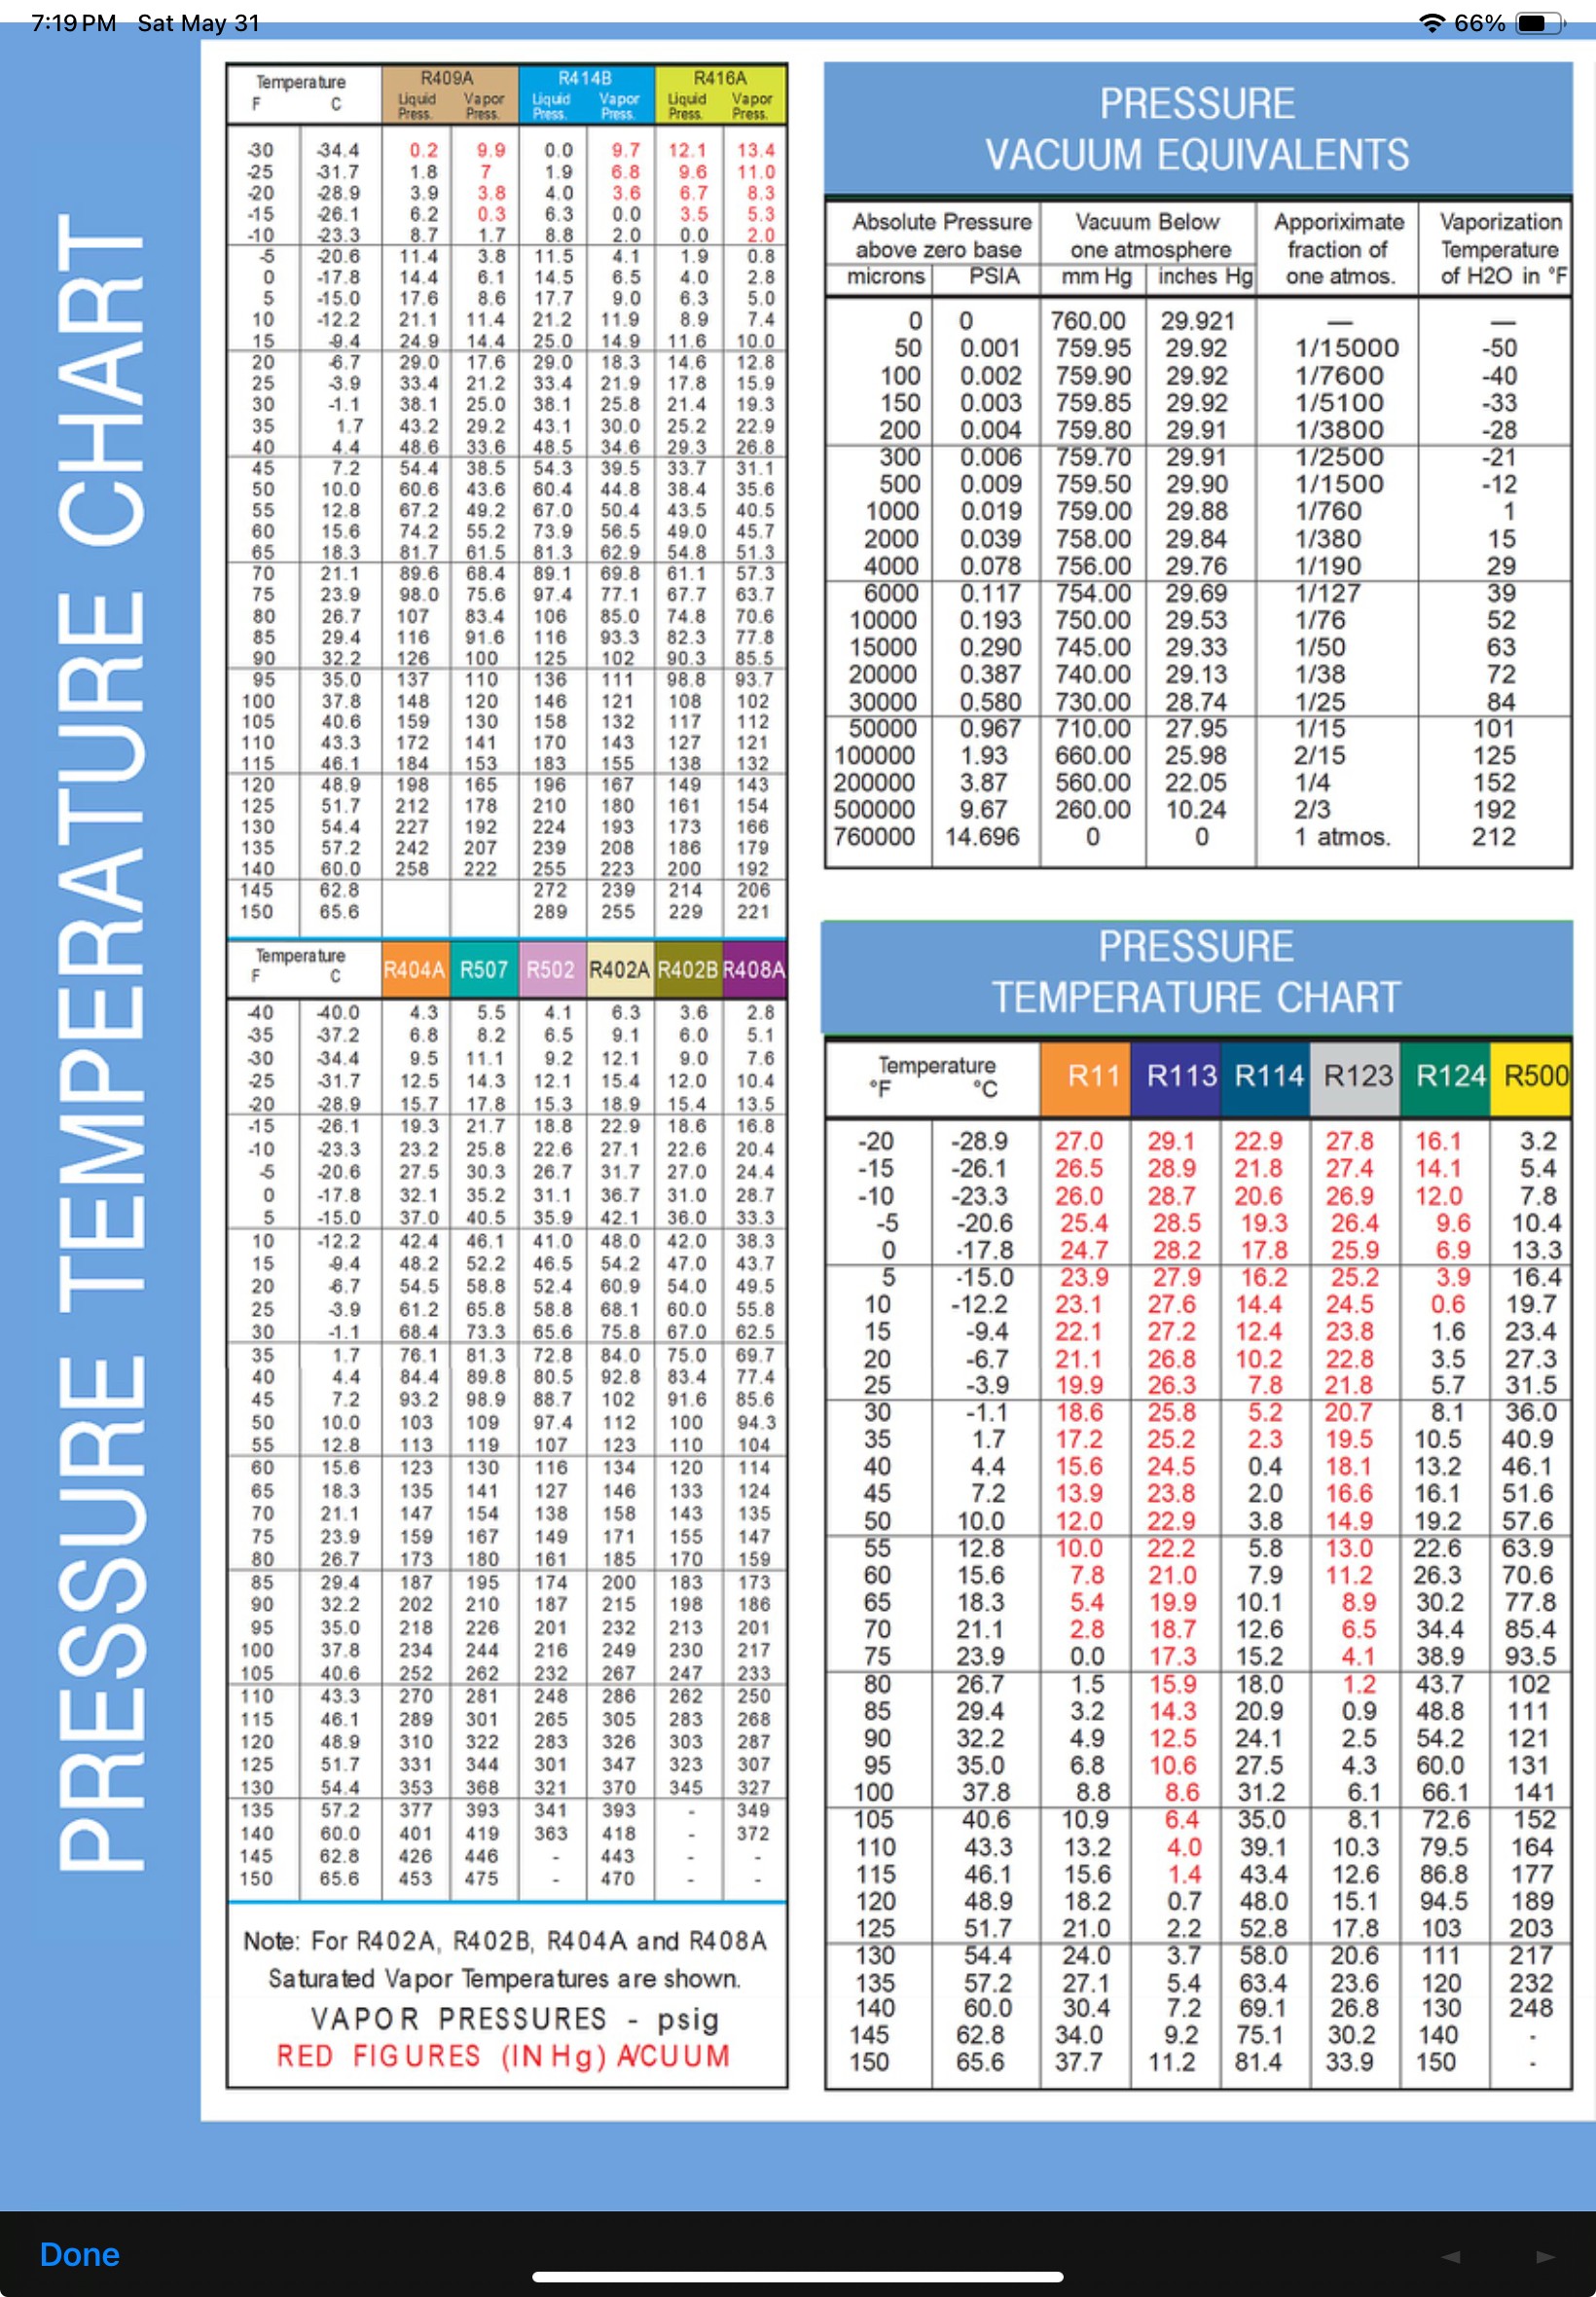 7:19 PM Sat May 31
66%
PRESSURE TEMPERATURE CHART
Temperature R409A R414B R416A
F C Liquid Press. Vapor Press. Liquid Press. Vapor Press. Liquid Press. Vapor Press.
-30 -34.4 0.2 9.9 0.0 9.7 12.1 13.4
-25 -31.7 1.8 7 1.9 6.8 9.6 11.0
-20 -28.9 3.9 3.8 4.0 3.6 6.7 8.3
-15 -26.1 6.2 0.3 6.3 0.0 3.5 5.3
-10 -23.3 8.7 1.7 8.8 2.0 0.0 2.0
-5 -20.6 11.4 3.8 11.5 4.1 1.9 0.8
0 -17.8 14.4 6.1 14.5 6.5 4.0 2.8
5 -15.0 17.6 8.6 17.7 9.0 6.3 5.0
10 -12.2 21.1 11.4 21.2 11.9 8.9 7.4
15 -9.4 24.9 14.4 25.0 14.9 11.6 10.0
20 -6.7 29.0 17.6 29.0 18.3 14.6 12.8
25 -3.9 33.4 21.2 33.4 21.9 17.8 15.9
30 -1.1 38.1 25.0 38.1 25.8 21.4 19.3
35 1.7 43.2 29.2 43.1 30.0 25.2 22.9
40 4.4 48.6 33.6 48.5 34.6 29.3 26.8
45 7.2 54.4 38.5 54.3 39.5 33.7 31.1
50 10.0 60.6 43.6 60.4 44.8 38.4 35.6
55 12.8 67.2 49.2 67.0 50.4 43.5 40.5
60 15.6 74.2 55.2 73.9 56.5 49.0 45.7
65 18.3 81.7 61.5 81.3 62.9 54.8 51.3
70 21.1 89.6 68.4 89.1 69.8 61.1 57.3
75 23.9 98.0 75.6 97.4 77.1 67.7 63.7
80 26.7 107 83.4 106 85.0 74.8 70.6
85 29.4 116 91.6 116 93.3 82.3 77.8
90 32.2 126 100 125 102 90.3 85.5
95 35.0 137 110 136 111 98.8 93.7
100 37.8 148 120 146 121 108 102
105 40.6 159 130 158 132 117 112
110 43.3 172 141 170 143 127 121
115 46.1 184 153 183 155 138 132
120 48.9 198 165 196 167 149 143
125 51.7 212 178 210 180 161 154
130 54.4 227 192 224 193 173 166
135 57.2 242 207 239 208 186 179
140 60.0 258 222 255 223 200 192
145 62.8 272 239 214 206
150 65.6 289 255 229 221
Temperature
F C R404A R507 R502 R402A R402B R408A
-40 -40.0 4.3 5.5 4.1 6.3 3.6 2.8
-35 -37.2 6.8 8.2 6.5 9.1 6.0 5.1
-30 -34.4 9.5 11.1 9.2 12.1 9.0 7.6
-25 -31.7 12.5 14.3 12.1 15.4 12.0 10.4
-20 -28.9 15.7 17.8 15.3 18.9 15.4 13.5
-15 -26.1 19.3 21.7 18.8 22.9 18.6 16.8
-10 -23.3 23.2 25.8 22.6 27.1 22.6 20.4
-5 -20.6 27.5 30.3 26.7 31.7 27.0 24.4
0 -17.8 32.1 35.2 31.1 36.7 31.0 28.7
5 -15.0 37.0 40.5 35.9 42.1 36.0 33.3
10 -12.2 42.4 46.1 41.0 48.0 42.0 38.3
15 -9.4 48.2 52.2 46.5 54.2 47.0 43.7
20 -6.7 54.5 58.8 52.4 60.9 54.0 49.5
25 -3.9 61.2 65.8 58.8 68.1 60.0 55.8
30 -1.1 68.4 73.3 65.6 75.8 67.0 62.5
35 1.7 76.1 81.3 72.8 84.0 75.0 69.7
40 4.4 84.4 89.8 80.5 92.8 83.4 77.4
45 7.2 93.2 98.9 88.7 102 91.6 85.6
50 10.0 103 109 97.4 112 100 94.3
55 12.8 113 119 107 123 110 104
60 15.6 123 130 116 134 120 114
65 18.3 135 141 127 146 133 124
70 21.1 147 154 138 158 143 135
75 23.9 159 167 149 171 155 147
80 26.7 173 180 161 185 170 159
85 29.4 187 195 174 200 183 173
90 32.2 202 210 187 215 198 186
95 35.0 218 226 201 232 213 201
100 37.8 234 244 216 249 230 217
105 40.6 252 262 232 267 247 233
110 43.3 270 281 248 286 262 250
115 46.1 289 301 265 305 283 268
120 48.9 310 322 283 326 303 287
125 51.7 331 344 301 347 323 307
130 54.4 353 368 321 370 345 327
135 57.2 377 393 341 393 - 349
140 60.0 401 419 363 418 - 372
145 62.8 426 446 - 443 - -
150 65.6 453 475 - 470 - -
Note: For R402A, R402B, R404A and R408A
Saturated Vapor Temperatures are shown.
VAPOR PRESSURES - psig
RED FIGURES (IN Hg) A/CUUM
PRESSURE
VACUUM EQUIVALENTS
Absolute Pressure Vacuum Below Apporiximate Vaporization
above zero base one atmosphere fraction of Temperature
microns PSIA mm Hg inches Hg one atmos. of H2O in °F
0 0 760.00 29.921 — —
50 0.001 759.95 29.92 1/15000 -50
100 0.002 759.90 29.92 1/7600 -40
150 0.003 759.85 29.92 1/5100 -33
200 0.004 759.80 29.91 1/3800 -28
300 0.006 759.70 29.91 1/2500 -21
500 0.009 759.50 29.90 1/1500 -12
1000 0.019 759.00 29.88 1/760 1
2000 0.039 758.00 29.84 1/380 15
4000 0.078 756.00 29.76 1/190 29
6000 0.117 754.00 29.69 1/127 39
10000 0.193 750.00 29.53 1/76 52
15000 0.290 745.00 29.33 1/50 63
20000 0.387 740.00 29.13 1/38 72
30000 0.580 730.00 28.74 1/25 84
50000 0.967 710.00 27.95 1/15 101
100000 1.93 660.00 25.98 2/15 125
200000 3.87 560.00 22.05 1/4 152
500000 9.67 260.00 10.24 2/3 192
760000 14.696 0 0 1 atmos. 212
PRESSURE
TEMPERATURE CHART
Temperature
°F °C R11 R113 R114 R123 R124 R500
-20 -28.9 27.0 29.1 22.9 27.8 16.1 3.2
-15 -26.1 26.5 28.9 21.8 27.4 14.1 5.4
-10 -23.3 26.0 28.7 20.6 26.9 12.0 7.8
-5 -20.6 25.4 28.5 19.3 26.4 9.6 10.4
0 -17.8 24.7 28.2 17.8 25.9 6.9 13.3
5 -15.0 23.9 27.9 16.2 25.2 3.9 16.4
10 -12.2 23.1 27.6 14.4 24.5 0.6 19.7
15 -9.4 22.1 27.2 12.4 23.8 1.6 23.4
20 -6.7 21.1 26.8 10.2 22.8 3.5 27.3
25 -3.9 19.9 26.3 7.8 21.8 5.7 31.5
30 -1.1 18.6 25.8 5.2 20.7 8.1 36.0
35 1.7 17.2 25.2 2.3 19.5 10.5 40.9
40 4.4 15.6 24.5 0.4 18.1 13.2 46.1
45 7.2 13.9 23.8 2.0 16.6 16.1 51.6
50 10.0 12.0 22.9 3.8 14.9 19.2 57.6
55 12.8 10.0 22.2 5.8 13.0 22.6 63.9
60 15.6 7.8 21.0 7.9 11.2 26.3 70.6
65 18.3 5.4 19.9 10.1 8.9 30.2 77.8
70 21.1 2.8 18.7 12.6 6.5 34.4 85.4
75 23.9 0.0 17.3 15.2 4.1 38.9 93.5
80 26.7 1.5 15.9 18.0 1.2 43.7 102
85 29.4 3.2 14.3 20.9 0.9 48.8 111
90 32.2 4.9 12.5 24.1 2.5 54.2 121
95 35.0 6.8 10.6 27.5 4.3 60.0 131
100 37.8 8.8 8.6 31.2 6.1 66.1 141
105 40.6 10.9 6.4 35.0 8.1 72.6 152
110 43.3 13.2 4.0 39.1 10.3 79.5 164
115 46.1 15.6 1.4 43.4 12.6 86.8 177
120 48.9 18.2 0.7 48.0 15.1 94.5 189
125 51.7 21.0 2.2 52.8 17.8 103 203
130 54.4 24.0 3.7 58.0 20.6 111 217
135 57.2 27.1 5.4 63.4 23.6 120 232
140 60.0 30.4 7.2 69.1 26.8 130 248
145 62.8 34.0 9.2 75.1 30.2 140 -
150 65.6 37.7 11.2 81.4 33.9 150 -
Done